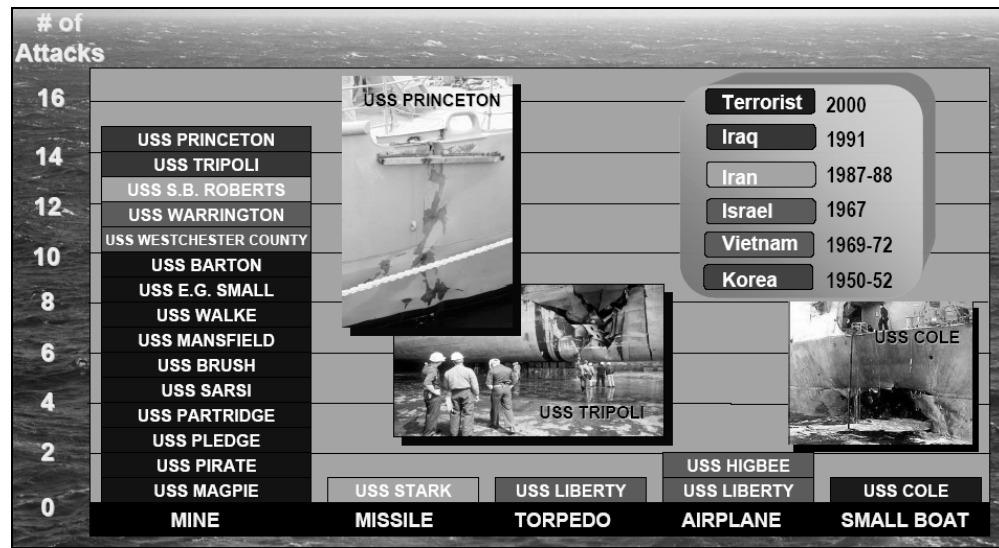 # of
Attacks
16
14
12
10
8
6
4
2
0
USS PRINCETON
USS TRIPOLI
USS S.B. ROBERTS
USS WARRINGTON
USS WESTCHESTER COUNTY
USS BARTON
USS E.G. SMALL
USS WALKE
USS MANSFIELD
USS BRUSH
USS SARSI
USS PARTRIDGE
USS PLEDGE
USS PIRATE
USS MAGPIE
MINE
USS PRINCETON
USS TRIPOLI
USS STARK
MISSILE
USS LIBERTY
TORPEDO
USS HIGBEE
USS LIBERTY
AIRPLANE
USS COLE
USS COLE
SMALL BOAT
Terrorist 2000
Iraq 1991
Iran 1987-88
Israel 1967
Vietnam 1969-72
Korea 1950-52